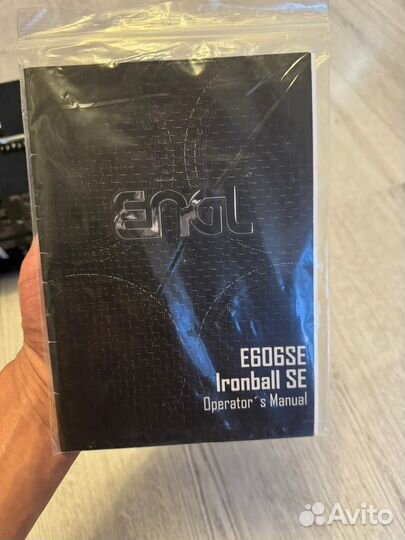 ENGL
E606SE
Ironball SE
Operator´s Manual
Avito